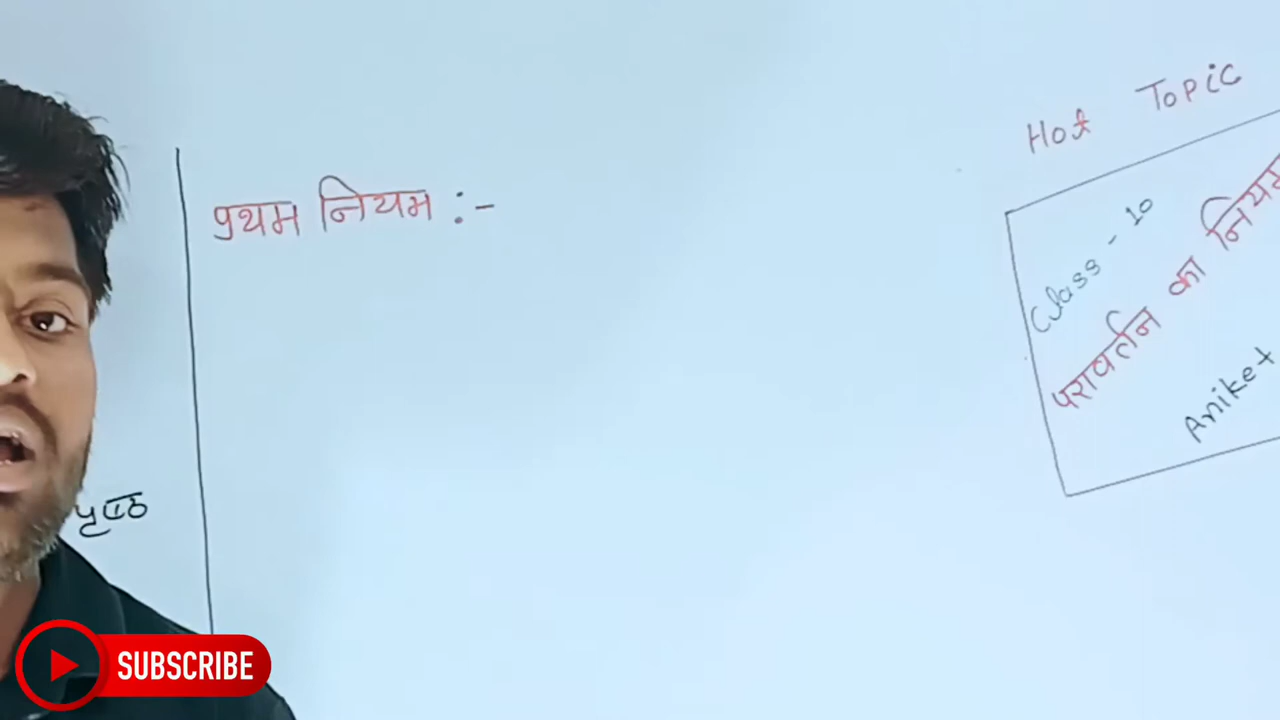 Hot Topic
प्रथम नियम :-
Class - 10
परावर्तन का नियम
Aniket
पृष्ठ
SUBSCRIBE